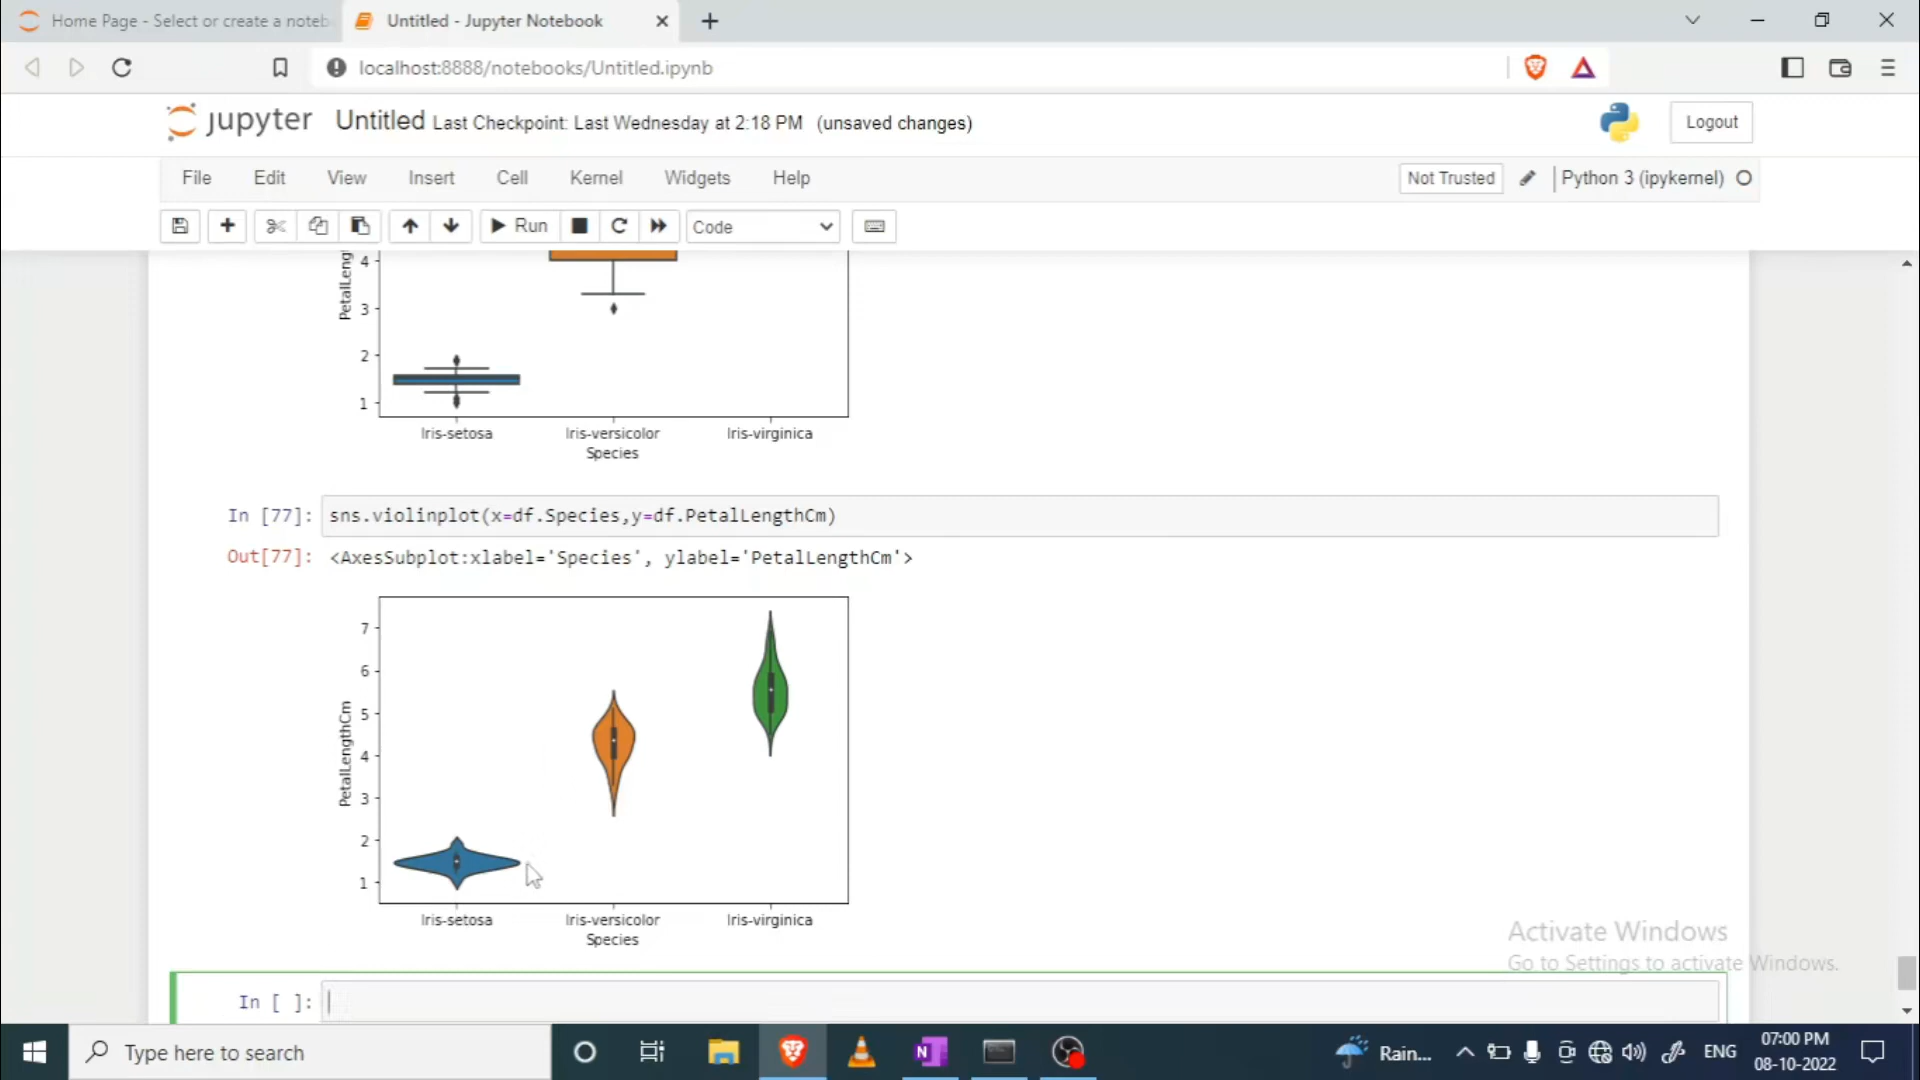 Home Page - Select or create a noteb
Untitled - Jupyter Notebook
localhost:8888/notebooks/Untitled.ipynb
jupyter Untitled Last Checkpoint: Last Wednesday at 2:18 PM (unsaved changes)
Logout
File Edit View Insert Cell Kernel Widgets Help
Not Trusted
Python 3 (ipykernel)
Run
Code
PetalLeng
4
3
2
1
Iris-setosa Iris-versicolor Iris-virginica
Species
In [77]: sns.violinplot(x=df.Species,y=df.PetalLengthCm)
Out[77]: <AxesSubplot:xlabel='Species', ylabel='PetalLengthCm'>
PetalLengthCm
7
6
5
4
3
2
1
Iris-setosa Iris-versicolor Iris-virginica
Species
Activate Windows
Go to Settings to activate Windows.
In [ ]:
Type here to search
N
Rain...
ENG
07:00 PM
08-10-2022